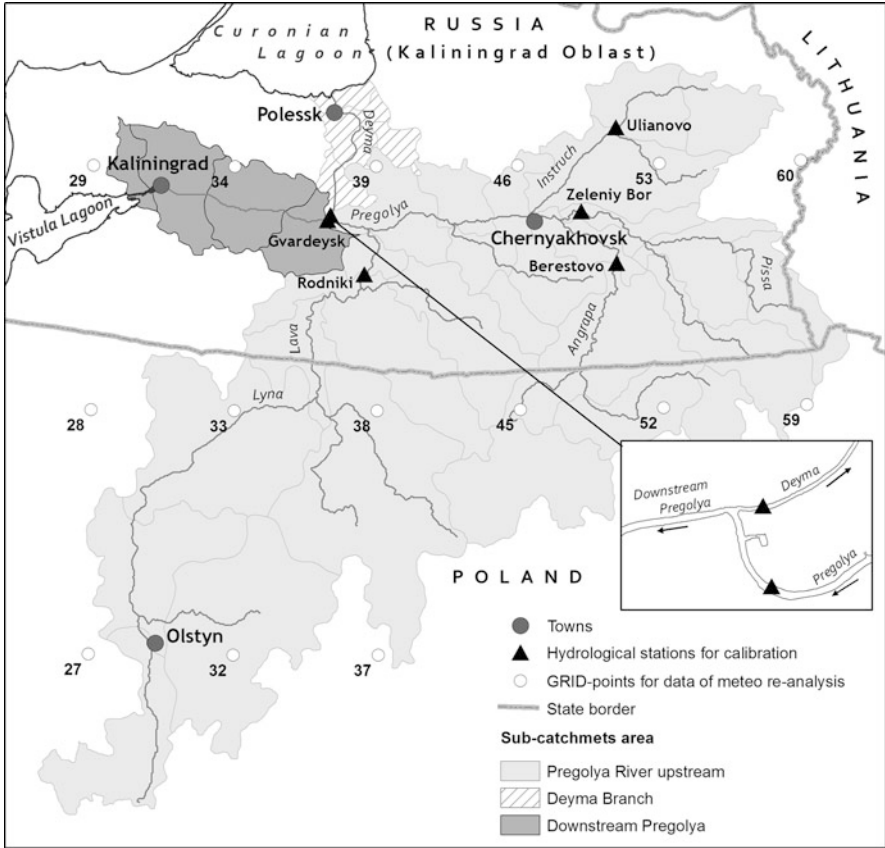 Curonian
Lagoon
RUSSIA
(Kaliningrad Oblast)
LITHUANIA
Polessk
Deyma
Ulianovo
Kaliningrad
29
34
39
46
Instruch
53
60
Zeleniy Bor
Vistula Lagoon
Pregolya
Gvardeysk
Chernyakhovsk
Berestovo
Pissa
Rodniki
Lava
Angrapa
Lyna
28
33
38
45
52
59
Downstream
Pregolya
Deyma
Pregolya
POLAND
Olstyn
27
32
37
Towns
Hydrological stations for calibration
GRID-points for data of meteo re-analysis
State border
Sub-catchmets area
Pregolya River upstream
Deyma Branch
Downstream Pregolya